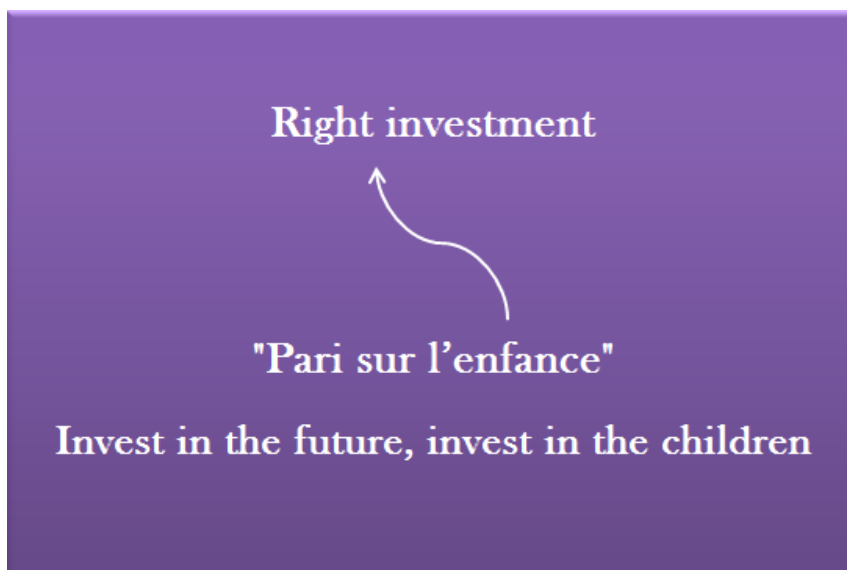 Right investment
"Pari sur l’enfance"
Invest in the future, invest in the children